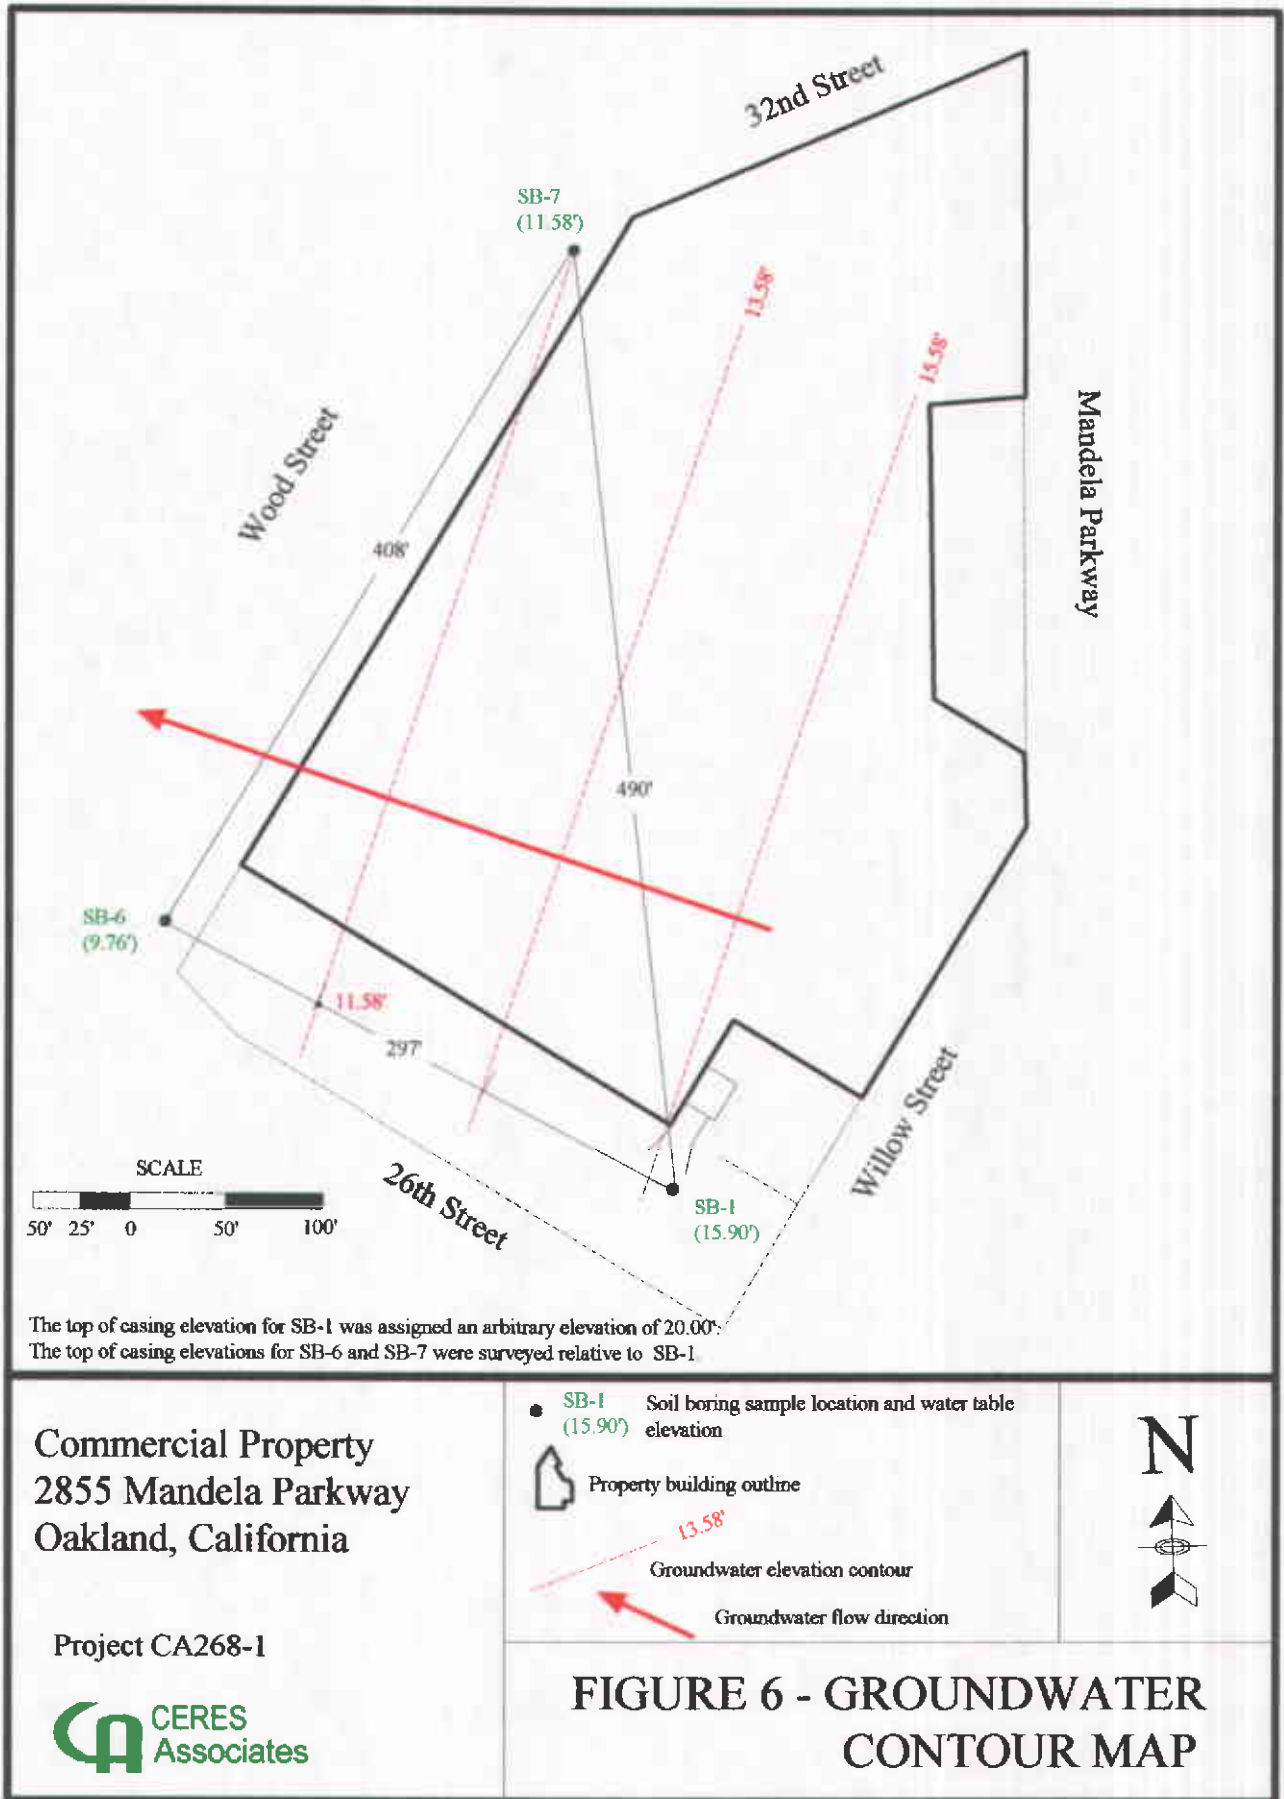 32nd Street
SB-7
(11.58')
13.58'
15.58'
Wood Street
Mandela Parkway
408'
490'
SB-6
(9.76')
11.58'
297'
Willow Street
SCALE
50' 25' 0 50' 100'
26th Street
SB-1
(15.90')
The top of casing elevation for SB-1 was assigned an arbitrary elevation of 20.00'.
The top of casing elevations for SB-6 and SB-7 were surveyed relative to SB-1
Commercial Property
2855 Mandela Parkway
Oakland, California
Project CA268-1
CA CERES
Associates
SB-1 Soil boring sample location and water table
(15.90') elevation
Property building outline
13.58'
Groundwater elevation contour
Groundwater flow direction
N
FIGURE 6 - GROUNDWATER
CONTOUR MAP